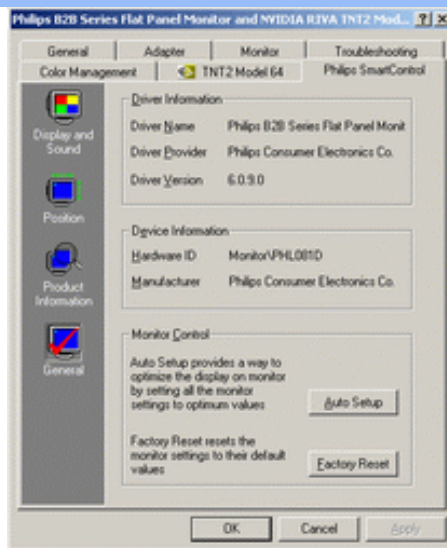 Philips B2B Series Flat Panel Monitor and NVIDIA RIVA TNT2 Mod...
General Adapter Monitor Troubleshooting
Color Management TNT2 Model 64 Philips SmartControl
Display and
Sound
Position
Product
Information
General
Driver Information
Driver Name Philips B2B Series Flat Panel Monit
Driver Provider Philips Consumer Electronics Co.
Driver Version 6.0.9.0
Device Information
Hardware ID Monitor\PHL081D
Manufacturer Philips Consumer Electronics Co.
Monitor Control
Auto Setup provides a way to
optimize the display on monitor
by setting all the monitor
settings to optimum values
Auto Setup
Factory Reset resets the
monitor settings to their default
values
Factory Reset
OK Cancel Apply